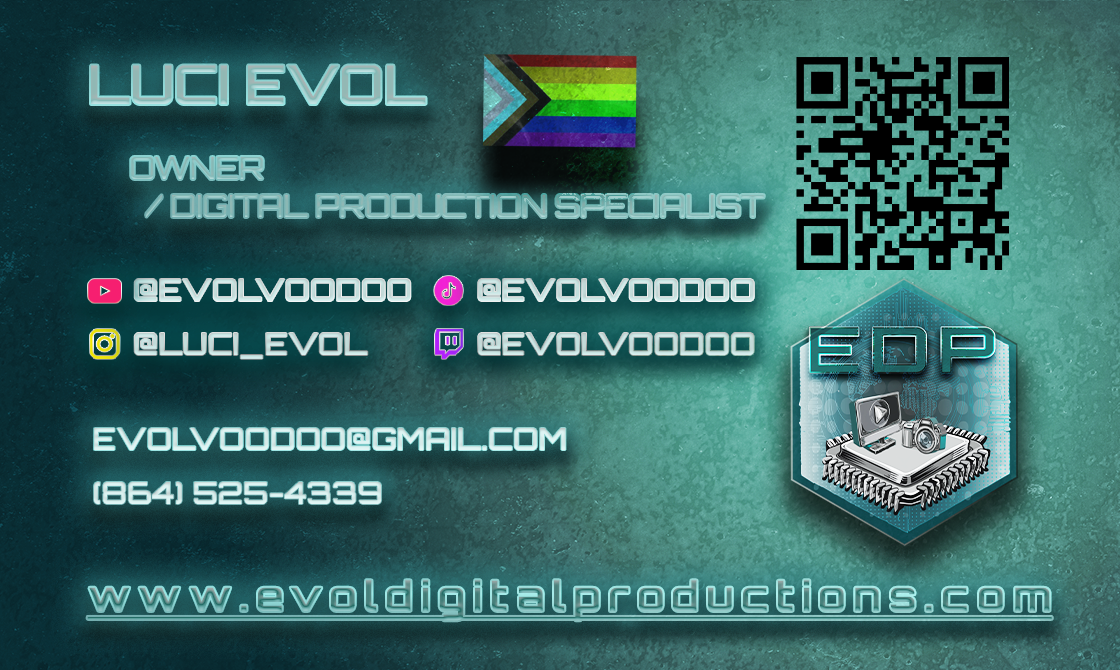 LUCI EVOL
OWNER
/ DIGITAL PRODUCTION SPECIALIST
@EVOLVOODOO @EVOLVOODOO
@LUCI_EVOL @EVOLVOODOO
EDP
EVOLVOODOO@GMAIL.COM
(864) 525-4339
www.evoldigitalproductions.com